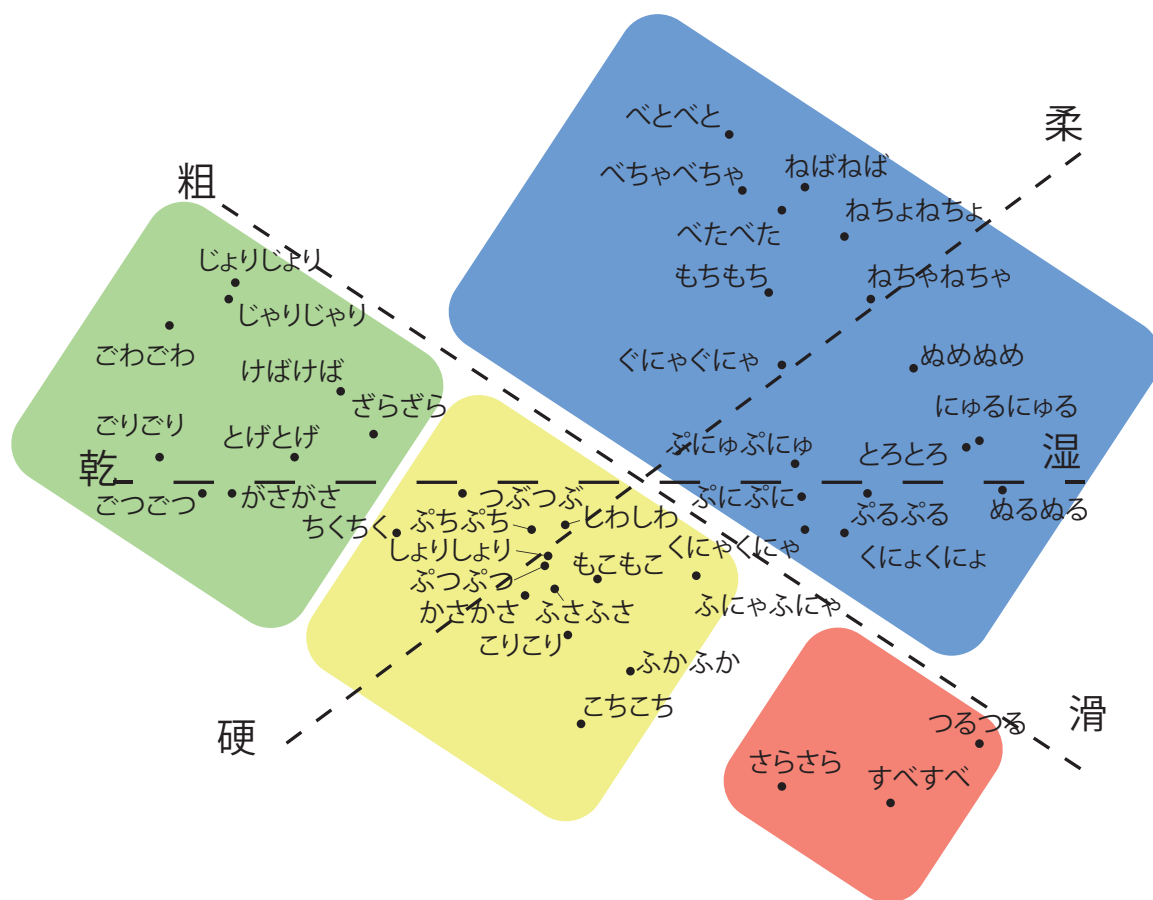 べとべと
柔
ねばねば
べちゃべちゃ
粗
ねちょねちょ
べたべた
じょりじょり
もちもち
ねちゃねちゃ
じゃりじゃり
ごわごわ
ぐにゃぐにゃ
ぬめぬめ
けばけば
ざらざら
にゅるにゅる
ごりごり
とげとげ
ぷにゅぷにゅ
とろとろ
湿
乾
ごつごつ
がさがさ
つぶつぶ
ぷにぷに
ぷるぷる
ぬるぬる
ちくちく
ぷちぷち
しわしわ
しょりしょり
くにゃくにゃ
くにょくにょ
もこもこ
ぷつぷつ
かさかさ
ふさふさ
ふにゃふにゃ
こりこり
ふかふか
こちこち
滑
硬
つるつる
さらさら
すべすべ